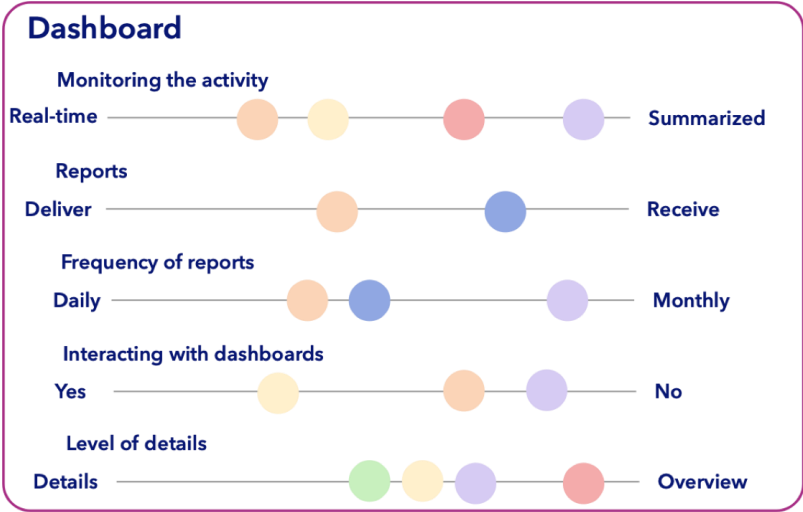 Dashboard
Monitoring the activity
Real-time
Summarized
Reports
Deliver
Receive
Frequency of reports
Daily
Monthly
Interacting with dashboards
Yes
No
Level of details
Details
Overview